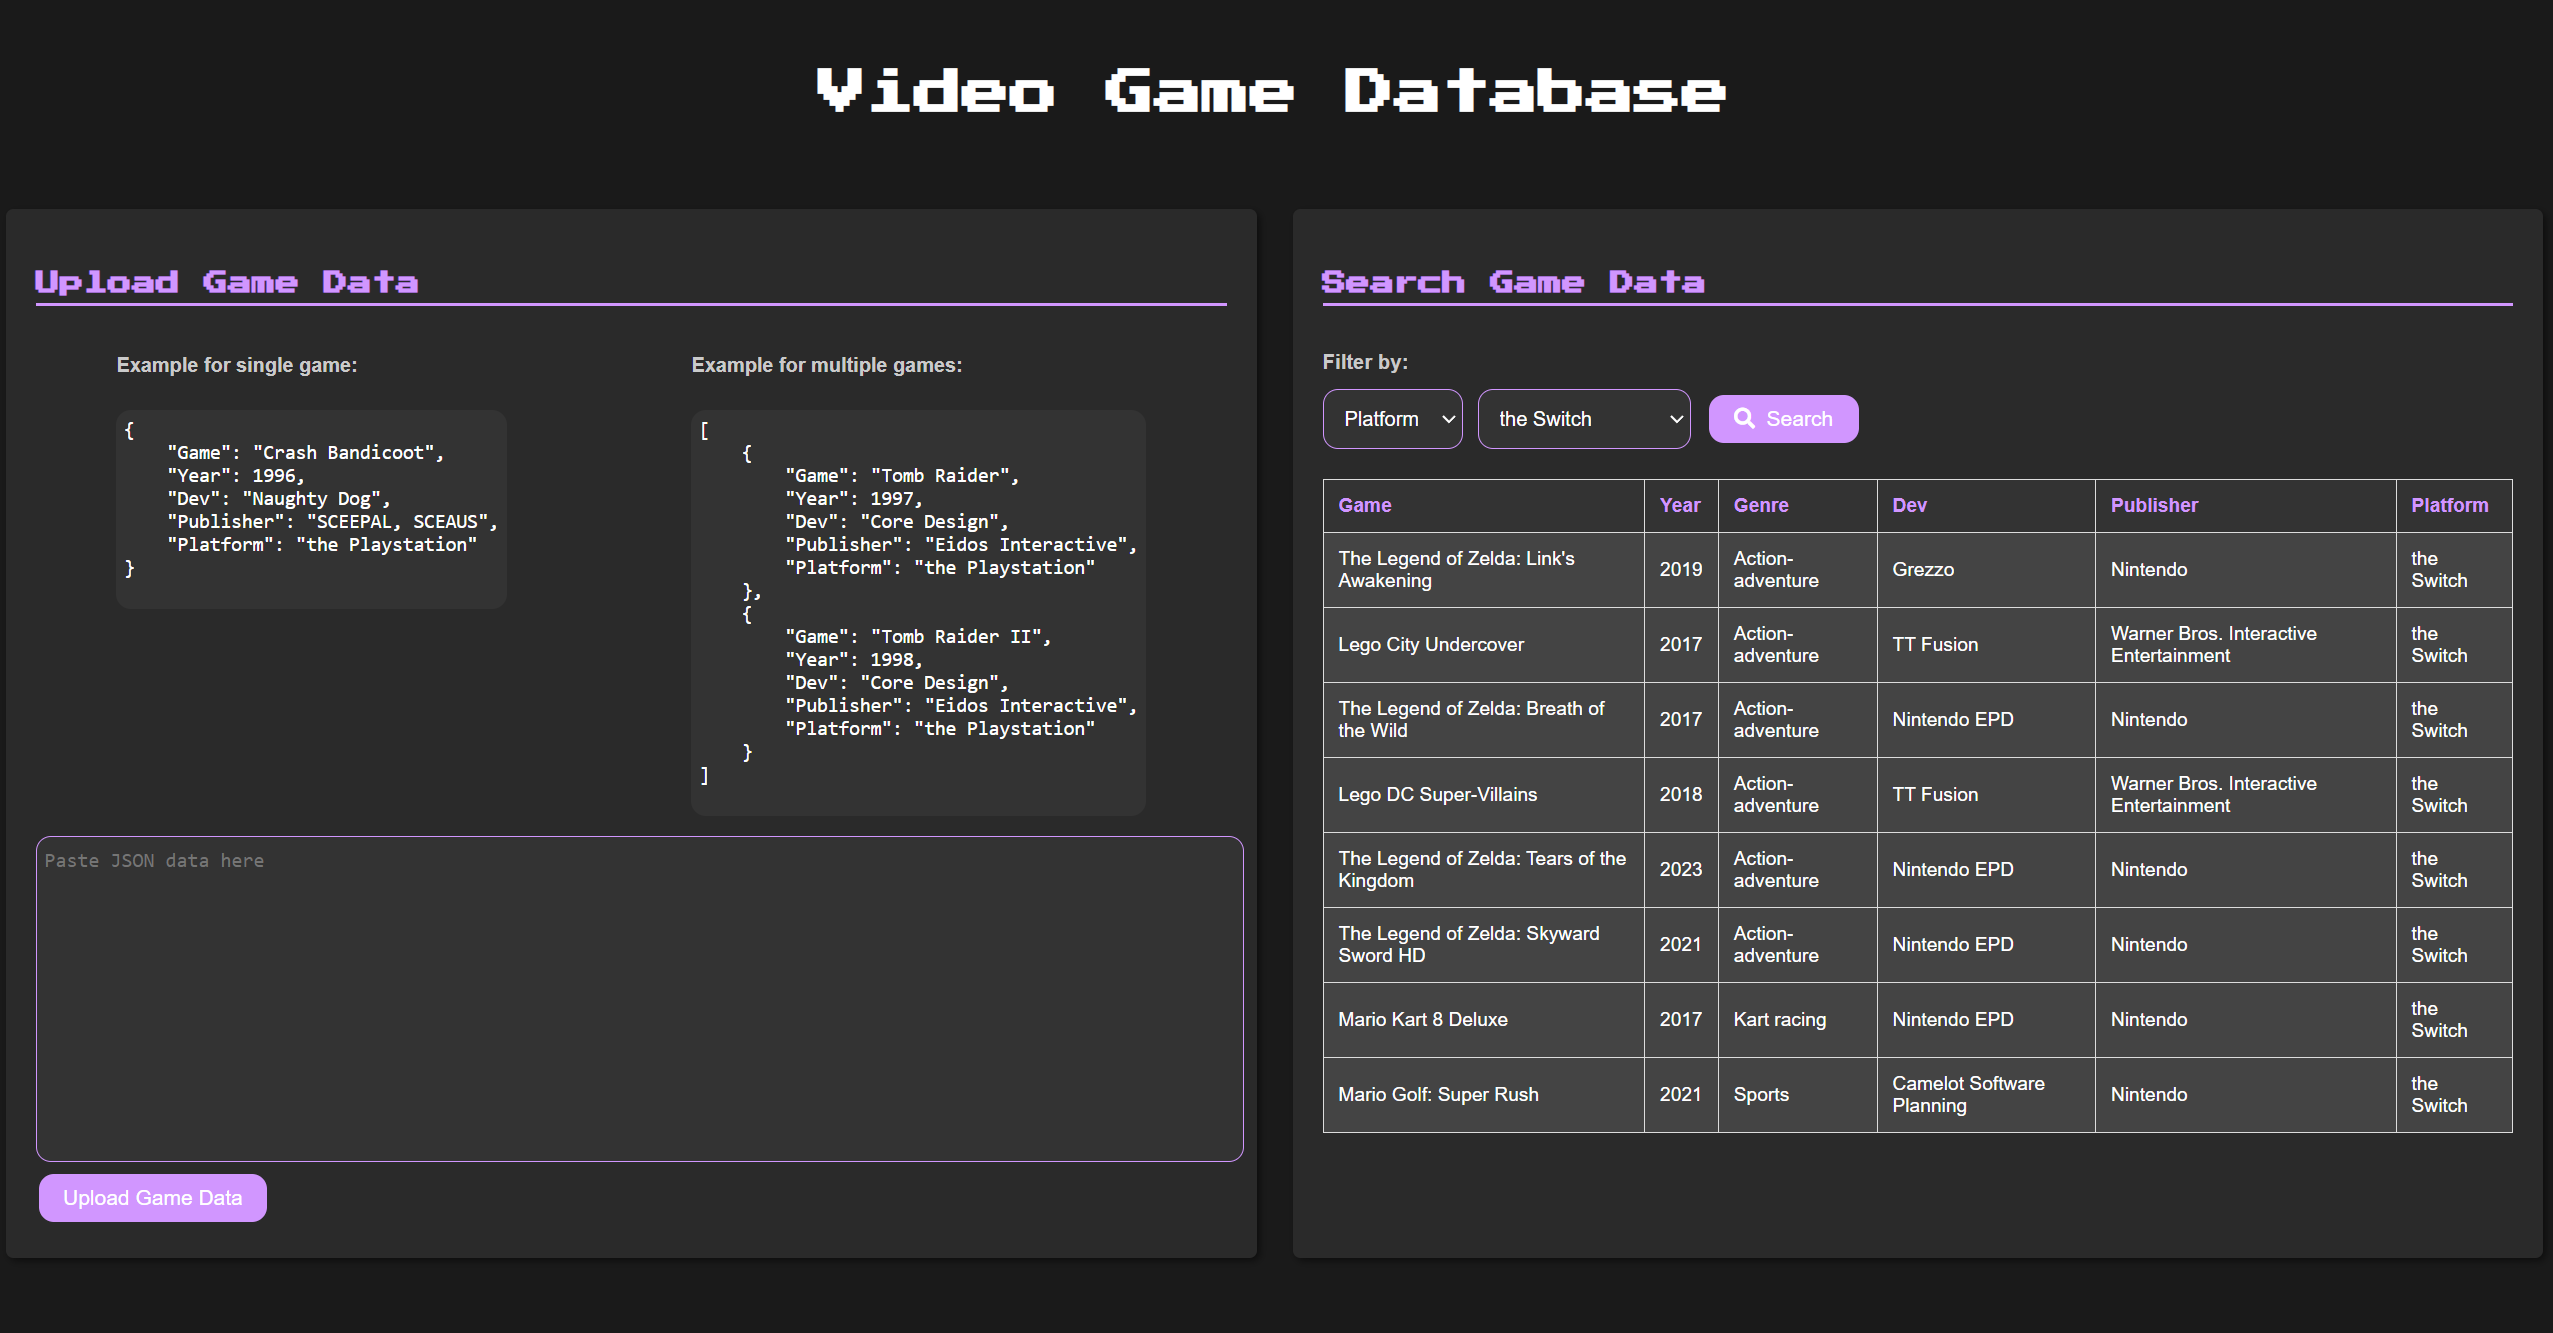 Video Game Database
Upload Game Data
Example for single game:
{
    "Game": "Crash Bandicoot",
    "Year": 1996,
    "Dev": "Naughty Dog",
    "Publisher": "SCEEPAL, SCEAUS",
    "Platform": "the Playstation"
}
Example for multiple games:
[
    {
        "Game": "Tomb Raider",
        "Year": 1997,
        "Dev": "Core Design",
        "Publisher": "Eidos Interactive",
        "Platform": "the Playstation"
    },
    {
        "Game": "Tomb Raider II",
        "Year": 1998,
        "Dev": "Core Design",
        "Publisher": "Eidos Interactive",
        "Platform": "the Playstation"
    }
]
Paste JSON data here
Upload Game Data
Search Game Data
Filter by:
Platform the Switch Search
Game Year Genre Dev Publisher Platform
The Legend of Zelda: Link's Awakening 2019 Action-adventure Grezzo Nintendo the Switch
Lego City Undercover 2017 Action-adventure TT Fusion Warner Bros. Interactive Entertainment the Switch
The Legend of Zelda: Breath of the Wild 2017 Action-adventure Nintendo EPD Nintendo the Switch
Lego DC Super-Villains 2018 Action-adventure TT Fusion Warner Bros. Interactive Entertainment the Switch
The Legend of Zelda: Tears of the Kingdom 2023 Action-adventure Nintendo EPD Nintendo the Switch
The Legend of Zelda: Skyward Sword HD 2021 Action-adventure Nintendo EPD Nintendo the Switch
Mario Kart 8 Deluxe 2017 Kart racing Nintendo EPD Nintendo the Switch
Mario Golf: Super Rush 2021 Sports Camelot Software Planning Nintendo the Switch